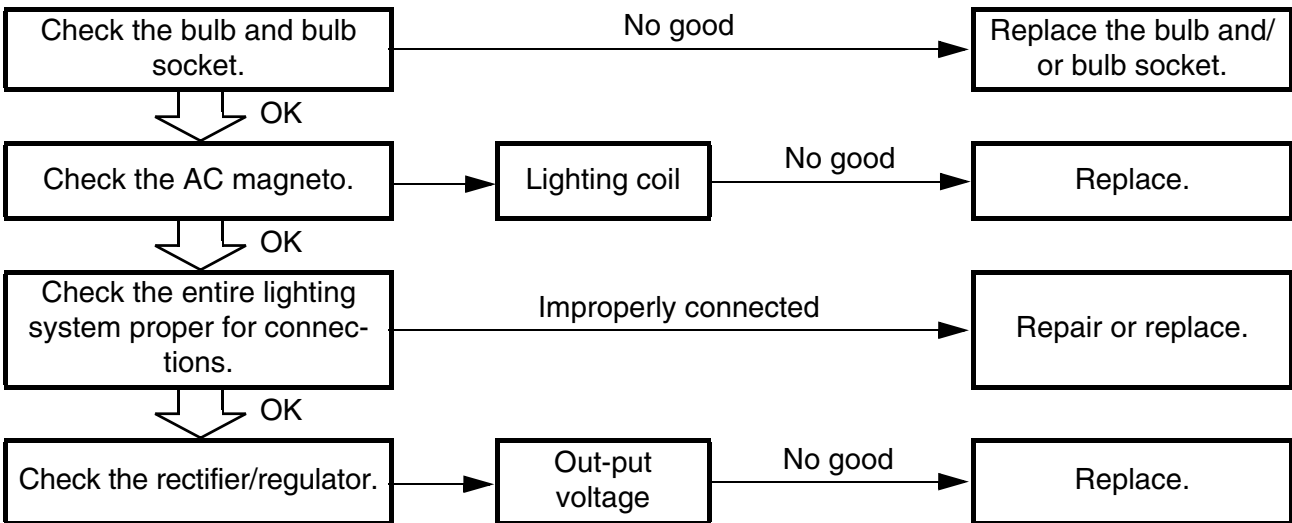 Check the bulb and bulb
socket.
No good
Replace the bulb and/
or bulb socket.
OK
Check the AC magneto.
Lighting coil
No good
Replace.
OK
Check the entire lighting
system proper for connec-
tions.
Improperly connected
Repair or replace.
OK
Check the rectifier/regulator.
Out-put
voltage
No good
Replace.